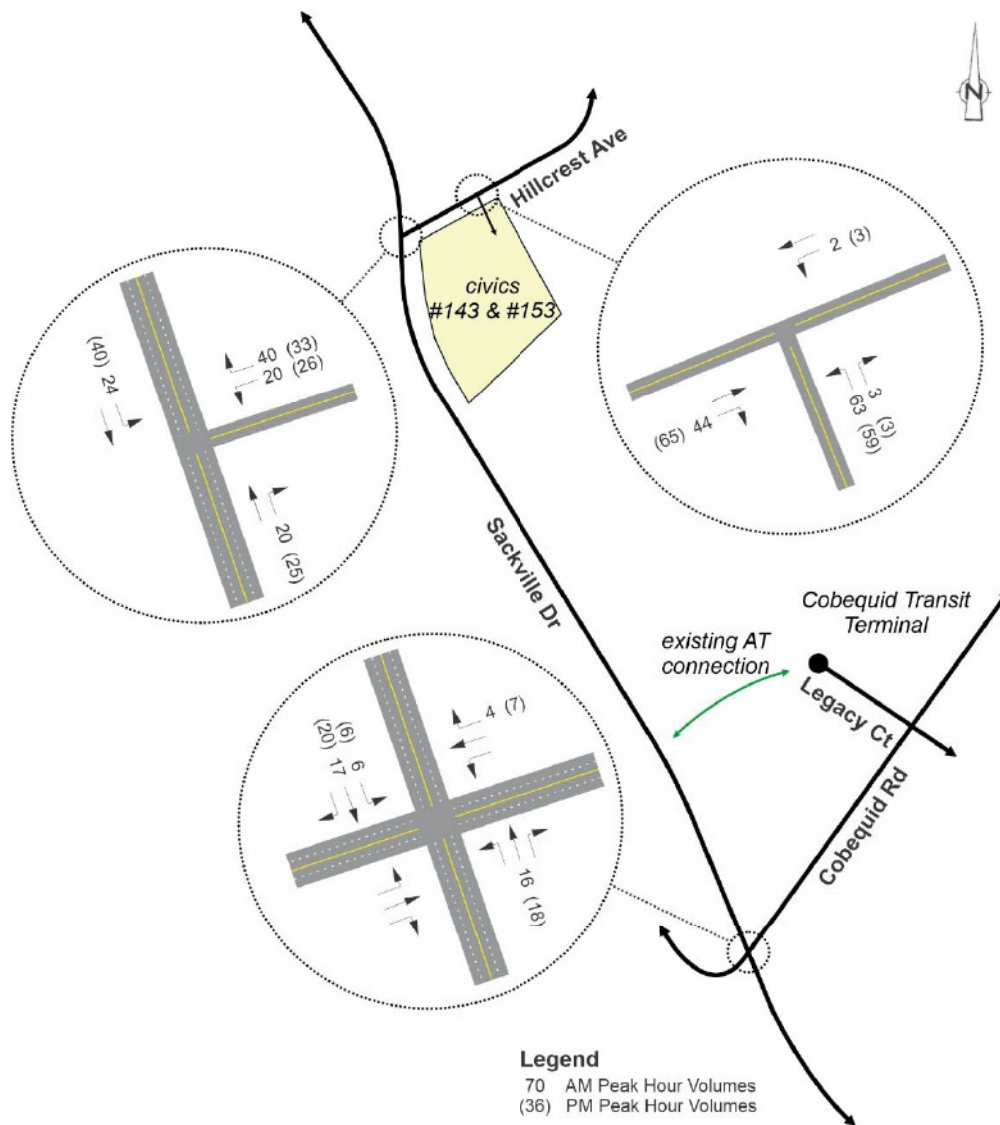 N
Hillcrest Ave
2 (3)
civics
#143 & #153
(40) 24
40 (33)
20 (26)
20 (25)
(65) 44
3 (3)
63 (59)
Sackville Dr
Cobequid Transit
Terminal
existing AT
connection
Legacy Ct
Cobequid Rd
(6) 6
(20) 17
4 (7)
16 (18)
Legend
70 AM Peak Hour Volumes
(36) PM Peak Hour Volumes